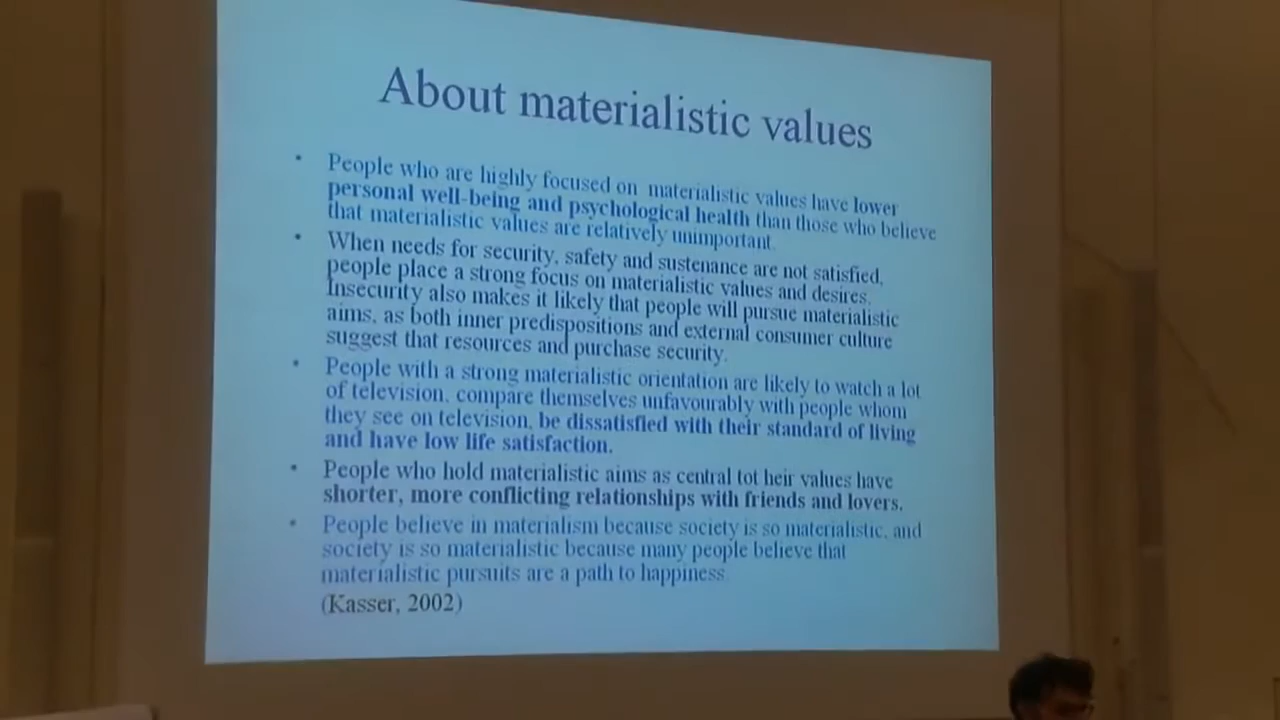 About materialistic values
• People who are highly focused on materialistic values have lower
personal well-being and psychological health than those who believe
that materialistic values are relatively unimportant.
• When needs for security, safety and sustenance are not satisfied,
people place a strong focus on materialistic values and desires.
Insecurity also makes it likely that people will pursue materialistic
aims, as both inner predispositions and external consumer culture
suggest that resources and purchase security.
• People with a strong materialistic orientation are likely to watch a lot
of television, compare themselves unfavourably with people whom
they see on television, be dissatisfied with their standard of living
and have low life satisfaction.
• People who hold materialistic aims as central tot heir values have
shorter, more conflicting relationships with friends and lovers.
• People believe in materialism because society is so materialistic, and
society is so materialistic because many people believe that
materialistic pursuits are a path to happiness
(Kasser, 2002)